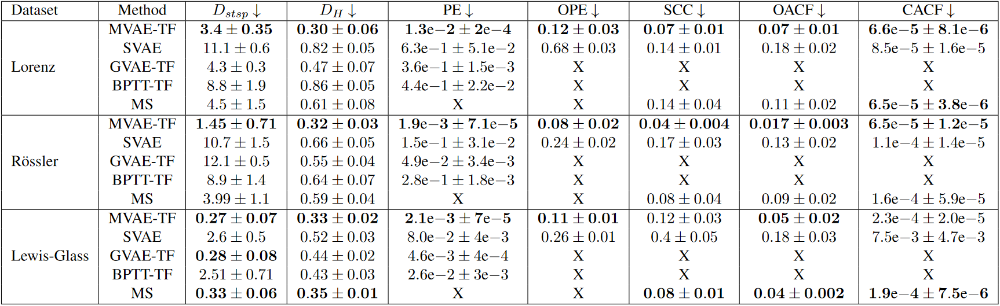 Dataset Method D_stsp ↓ D_H ↓ PE ↓ OPE ↓ SCC ↓ OACF ↓ CACF ↓
MVAE-TF 3.4 ± 0.35 0.30 ± 0.06 1.3e−2 ± 2e−4 0.12 ± 0.03 0.07 ± 0.01 0.07 ± 0.01 6.6e−5 ± 8.1e−6
SVAE 11.1 ± 0.6 0.82 ± 0.05 6.3e−1 ± 5.1e−2 0.68 ± 0.03 0.14 ± 0.01 0.18 ± 0.02 8.5e−5 ± 1.6e−5
Lorenz GVAE-TF 4.3 ± 0.3 0.47 ± 0.07 3.6e−1 ± 1.5e−3 X X X X
BPTT-TF 8.8 ± 1.9 0.86 ± 0.05 4.4e−1 ± 2.2e−2 X X X X
MS 4.5 ± 1.5 0.61 ± 0.08 X X 0.14 ± 0.04 0.11 ± 0.02 6.5e−5 ± 3.8e−6
MVAE-TF 1.45 ± 0.71 0.32 ± 0.03 1.9e−3 ± 7.1e−5 0.08 ± 0.02 0.04 ± 0.004 0.017 ± 0.003 6.5e−5 ± 1.2e−5
SVAE 10.7 ± 1.5 0.66 ± 0.05 1.5e−1 ± 3.1e−2 0.24 ± 0.02 0.17 ± 0.03 0.13 ± 0.02 1.1e−4 ± 1.4e−5
Rössler GVAE-TF 12.1 ± 0.5 0.55 ± 0.04 4.9e−2 ± 3.4e−3 X X X X
BPTT-TF 8.9 ± 1.4 0.64 ± 0.07 2.8e−1 ± 1.8e−3 X X X X
MS 3.99 ± 1.1 0.59 ± 0.04 X X 0.08 ± 0.04 0.09 ± 0.02 1.6e−4 ± 5.9e−5
MVAE-TF 0.27 ± 0.07 0.33 ± 0.02 2.1e−3 ± 7e−5 0.11 ± 0.01 0.12 ± 0.03 0.05 ± 0.02 2.3e−4 ± 2.0e−5
SVAE 2.6 ± 0.5 0.52 ± 0.03 8.0e−2 ± 4e−3 0.26 ± 0.01 0.4 ± 0.05 0.18 ± 0.03 7.5e−3 ± 4.7e−3
Lewis-Glass GVAE-TF 0.28 ± 0.08 0.44 ± 0.02 4.6e−3 ± 4e−4 X X X X
BPTT-TF 2.51 ± 0.71 0.43 ± 0.03 2.6e−2 ± 3e−3 X X X X
MS 0.33 ± 0.06 0.35 ± 0.01 X X 0.08 ± 0.01 0.04 ± 0.002 1.9e−4 ± 7.5e−6